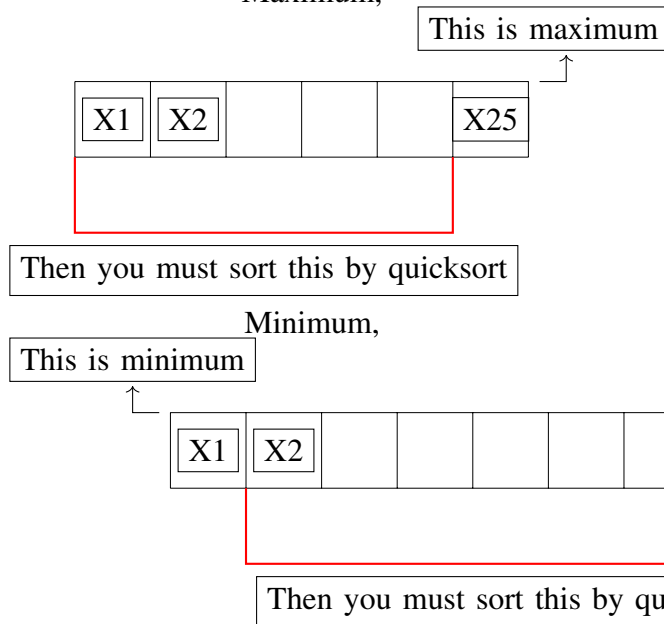 Maximum,
This is maximum
X1 X2 X25
Then you must sort this by quicksort
Minimum,
This is minimum
X1 X2
Then you must sort this by qu